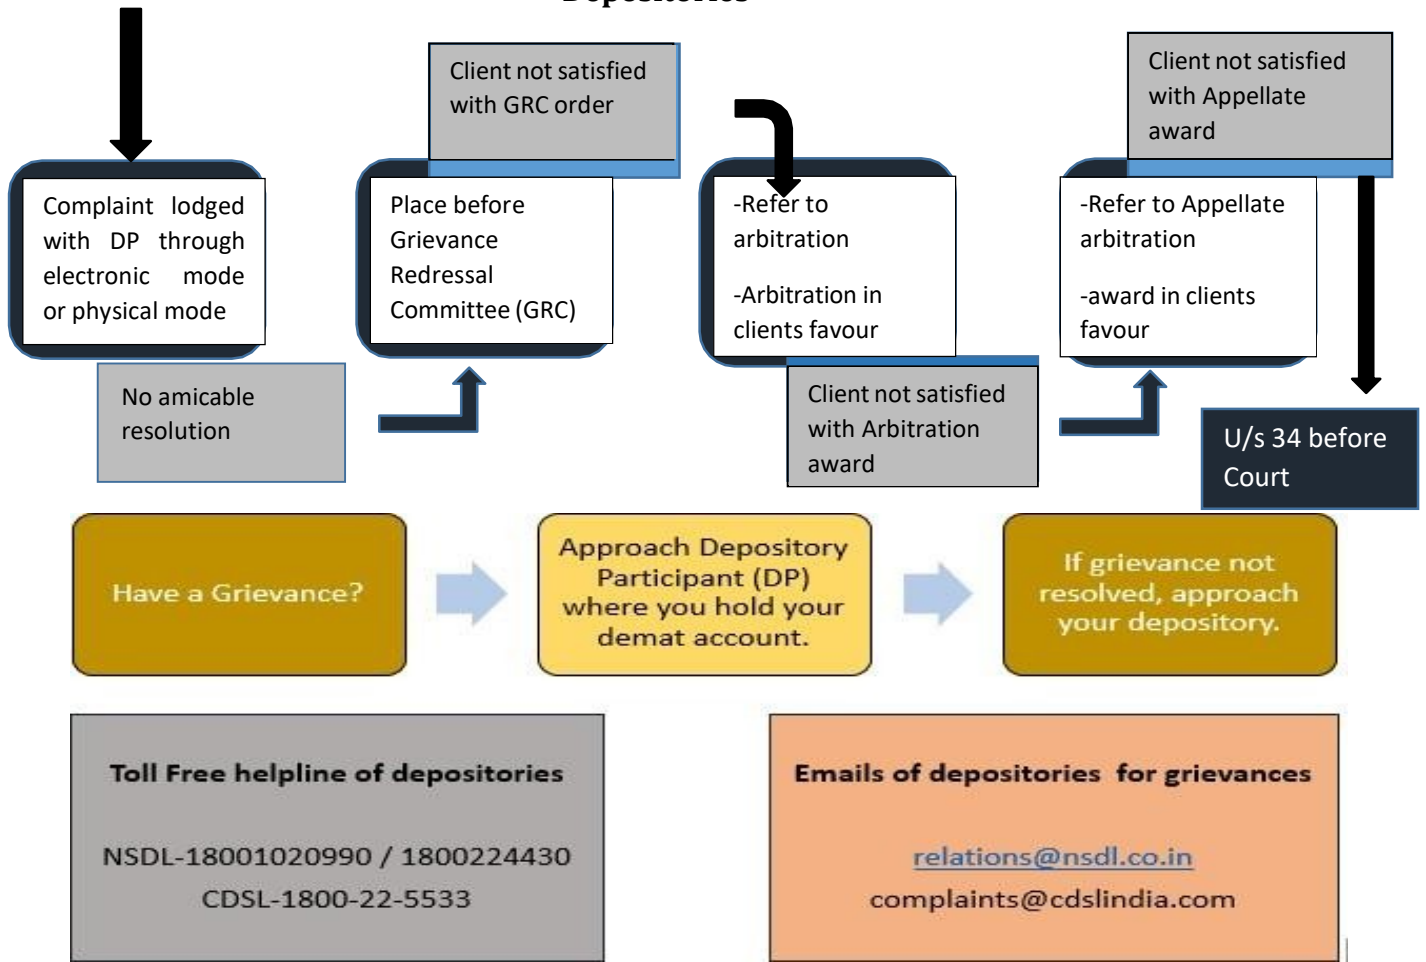 Depositories
Client not satisfied
with GRC order
Client not satisfied
with Appellate
award
Complaint lodged
with DP through
electronic mode
or physical mode
Place before
Grievance
Redressal
Committee (GRC)
-Refer to
arbitration
-Arbitration in
clients favour
-Refer to Appellate
arbitration
-award in clients
favour
No amicable
resolution
Client not satisfied
with Arbitration
award
U/s 34 before
Court
Have a Grievance?
Approach Depository
Participant (DP)
where you hold your
demat account.
If grievance not
resolved, approach
your depository.
Toll Free helpline of depositories
NSDL-18001020990 / 1800224430
CDSL-1800-22-5533
Emails of depositories for grievances
relations@nsdl.co.in
complaints@cdslindia.com